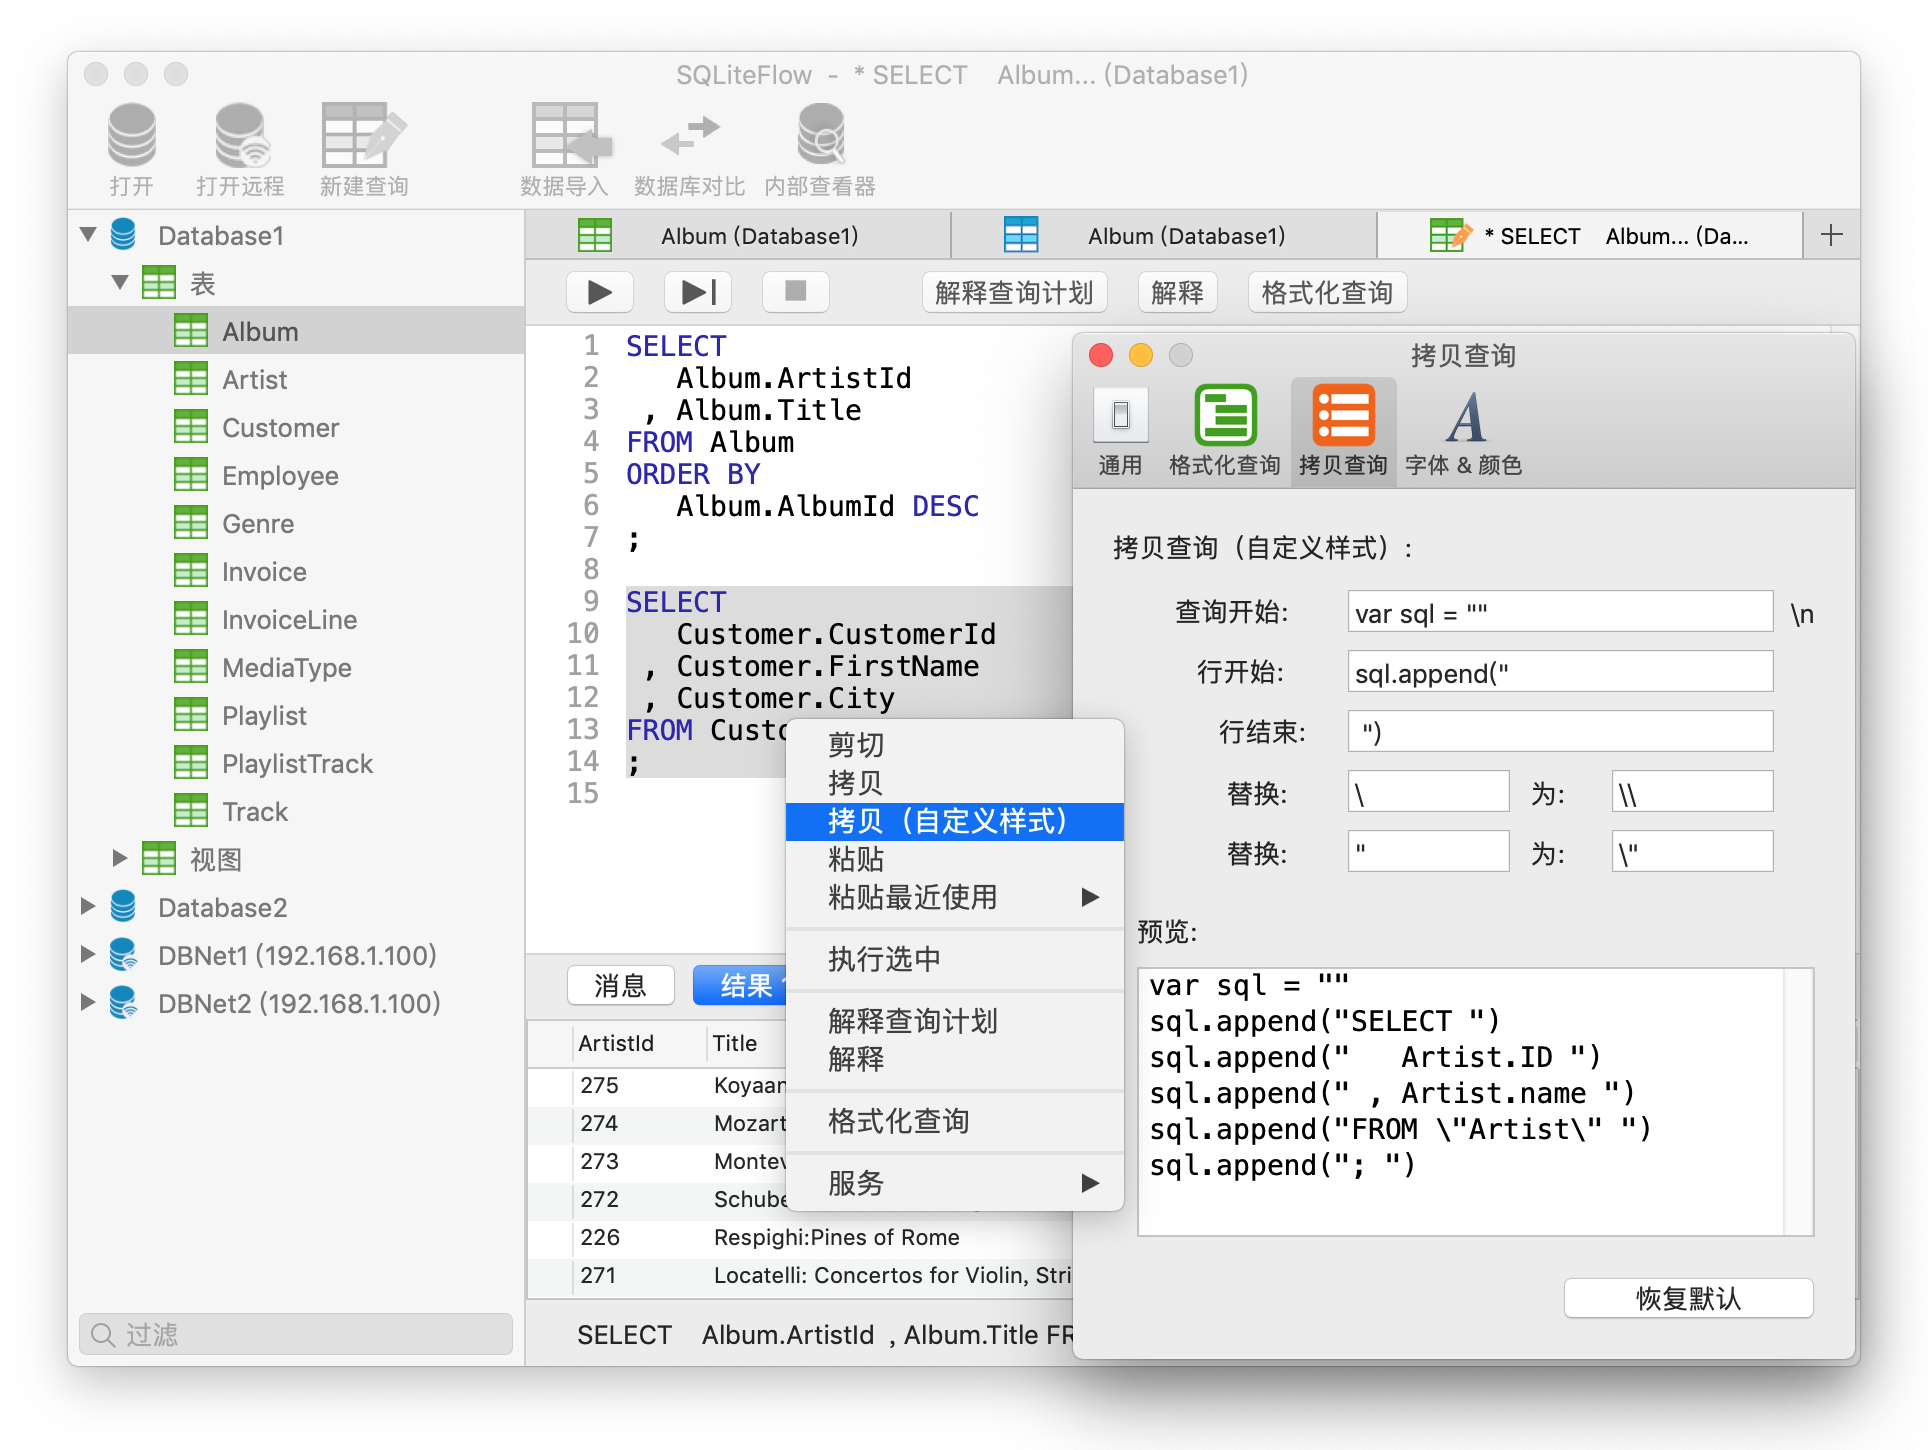 SQLiteFlow - * SELECT Album... (Database1)
打开
打开远程
新建查询
数据导入
数据库对比
内部查看器
Database1
表
Album
Artist
Customer
Employee
Genre
Invoice
InvoiceLine
MediaType
Playlist
PlaylistTrack
Track
视图
Database2
DBNet1 (192.168.1.100)
DBNet2 (192.168.1.100)
过滤
Album (Database1)
Album (Database1)
* SELECT Album... (Da...
解释查询计划
解释
格式化查询
1 SELECT
2 Album.ArtistId
3 , Album.Title
4 FROM Album
5 ORDER BY
6 Album.AlbumId DESC
7 ;
8
9 SELECT
10 Customer.CustomerId
11 , Customer.FirstName
12 , Customer.City
13 FROM Custo
14 ;
15
剪切
拷贝
拷贝（自定义样式）
粘贴
粘贴最近使用
执行选中
解释查询计划
解释
格式化查询
服务
消息
结果
ArtistId Title
275 Koyaan
274 Mozart
273 Montev
272 Schube
226 Respighi:Pines of Rome
271 Locatelli: Concertos for Violin, Stri
SELECT Album.ArtistId , Album.Title FR
拷贝查询
通用
格式化查询
拷贝查询
字体 & 颜色
拷贝查询（自定义样式）:
查询开始: var sql = "" \n
行开始: sql.append("
行结束: ")
替换: \ 为: \\
替换: " 为: \"
预览:
var sql = ""
sql.append("SELECT ")
sql.append("   Artist.ID ")
sql.append(" , Artist.name ")
sql.append("FROM \"Artist\" ")
sql.append("; ")
恢复默认